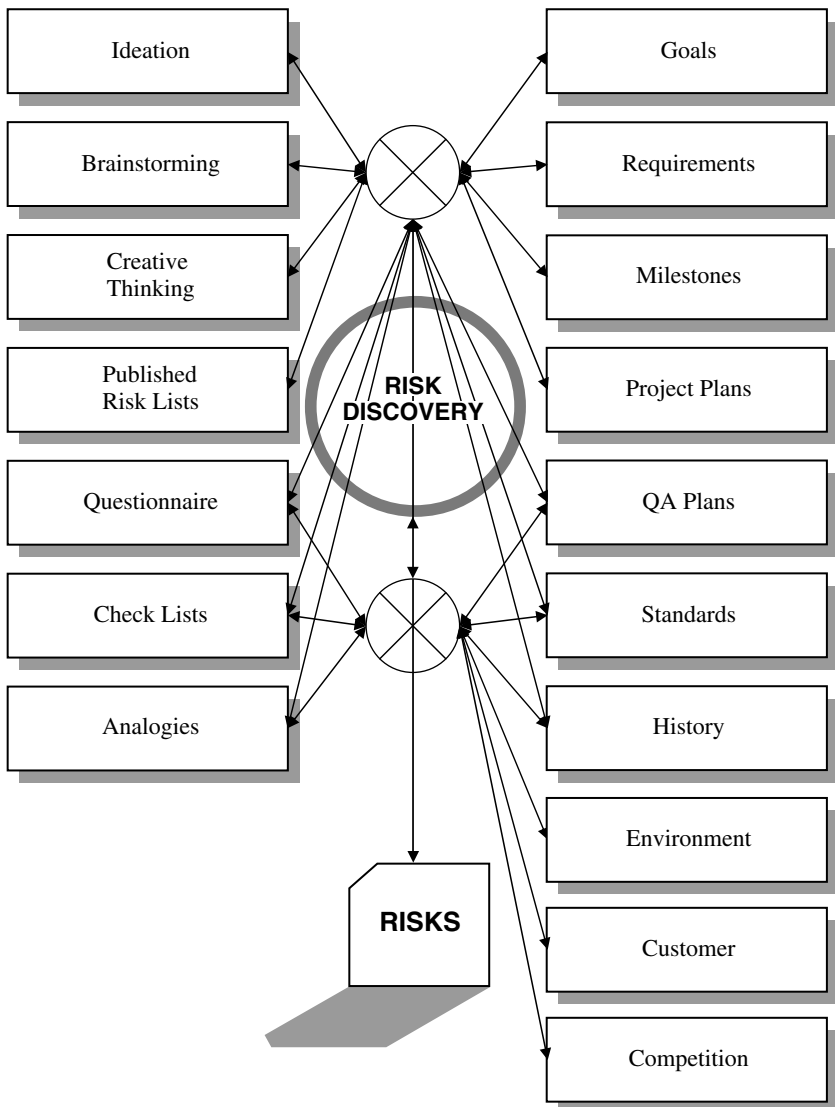 Ideation
Brainstorming
Creative
Thinking
Published
Risk Lists
Questionnaire
Check Lists
Analogies
RISK
DISCOVERY
RISKS
Goals
Requirements
Milestones
Project Plans
QA Plans
Standards
History
Environment
Customer
Competition